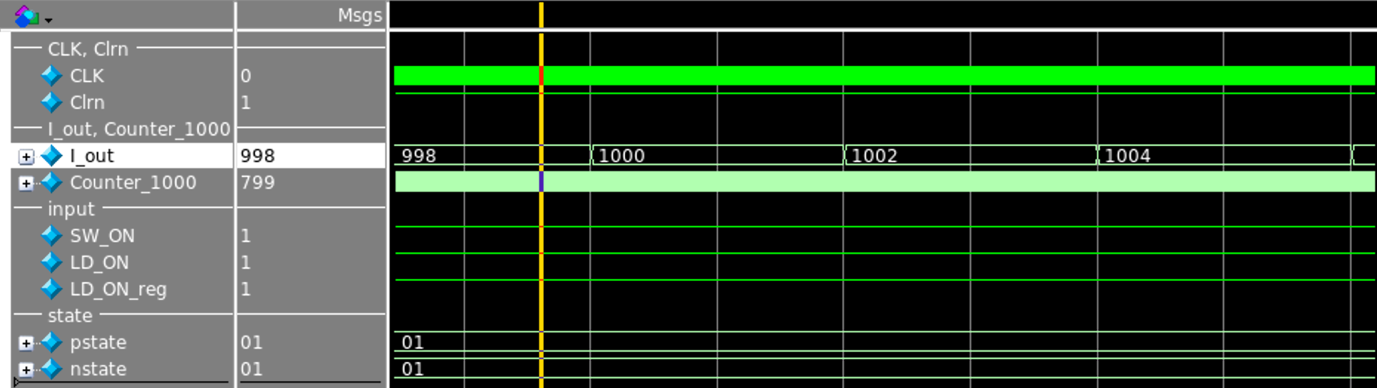 Msgs
CLK, Clrn
CLK 0
Clrn 1
I_out, Counter_1000
I_out 998 998 1000 1002 1004
Counter_1000 799
input
SW_ON 1
LD_ON 1
LD_ON_reg 1
state
pstate 01 01
nstate 01 01